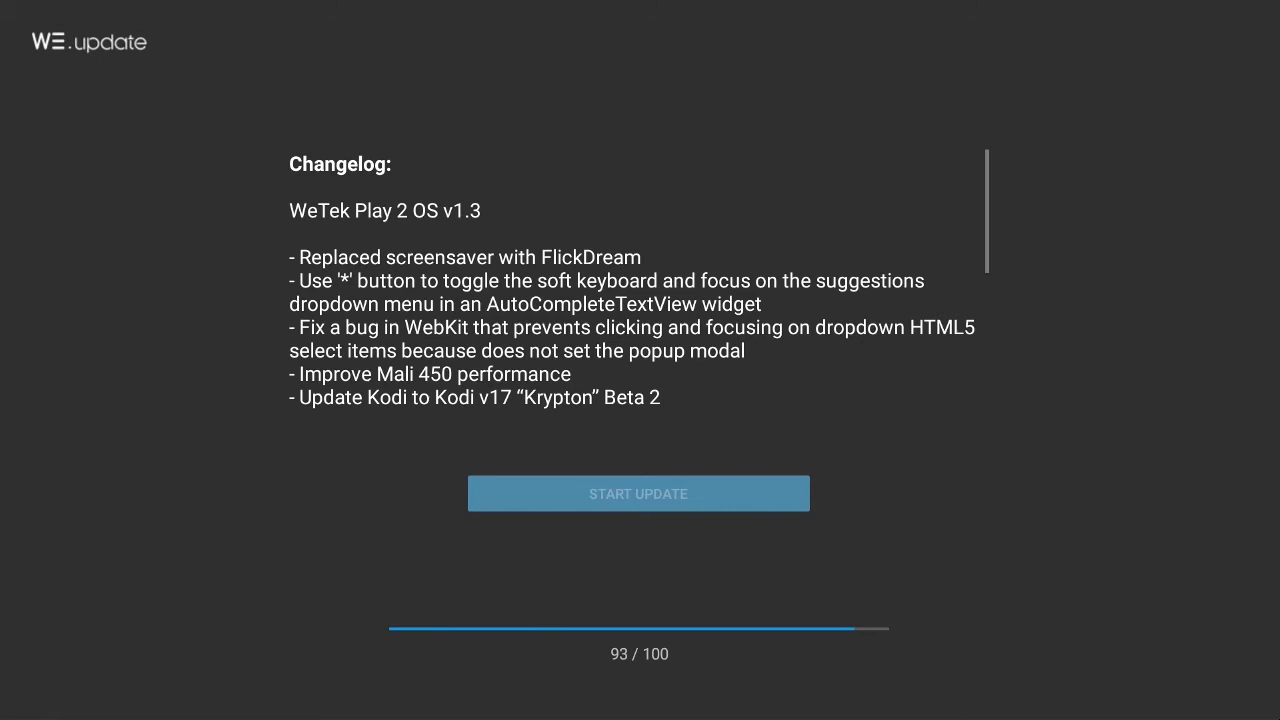 WE.update
Changelog:
WeTek Play 2 OS v1.3
- Replaced screensaver with FlickDream
- Use '*' button to toggle the soft keyboard and focus on the suggestions
dropdown menu in an AutoCompleteTextView widget
- Fix a bug in WebKit that prevents clicking and focusing on dropdown HTML5
select items because does not set the popup modal
- Improve Mali 450 performance
- Update Kodi to Kodi v17 “Krypton” Beta 2
START UPDATE
93 / 100